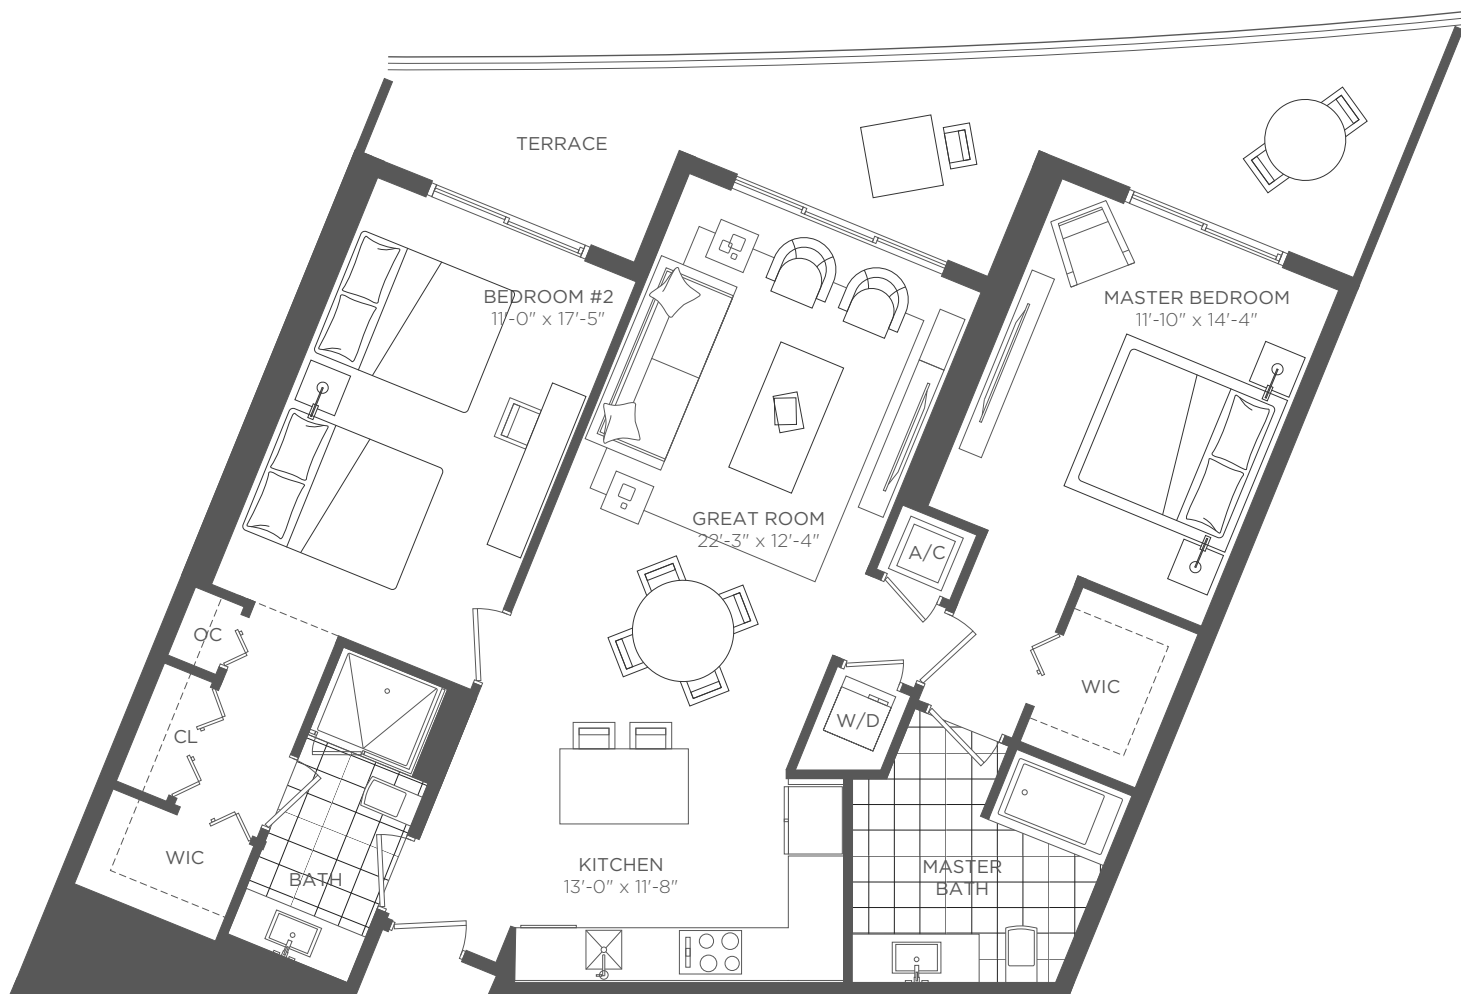 TERRACE
BEDROOM #2
11'-0" x 17'-5"
MASTER BEDROOM
11'-10" x 14'-4"
GREAT ROOM
22'-3" x 12'-4"
A/C
OC
WIC
W/D
CL
WIC
BATH
KITCHEN
13'-0" x 11'-8"
MASTER
BATH